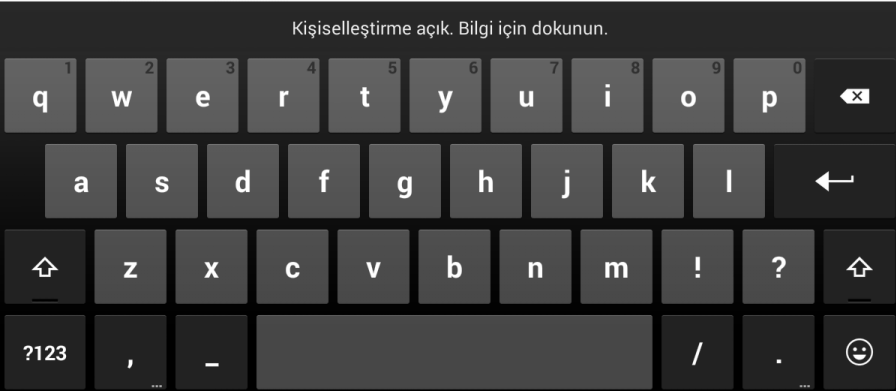 Kişiselleştirme açık. Bilgi için dokunun.
1 2 3 4 5 6 7 8 9 0
q w e r t y u i o p
a s d f g h j k l
z x c v b n m ! ?
?123 , _ / .